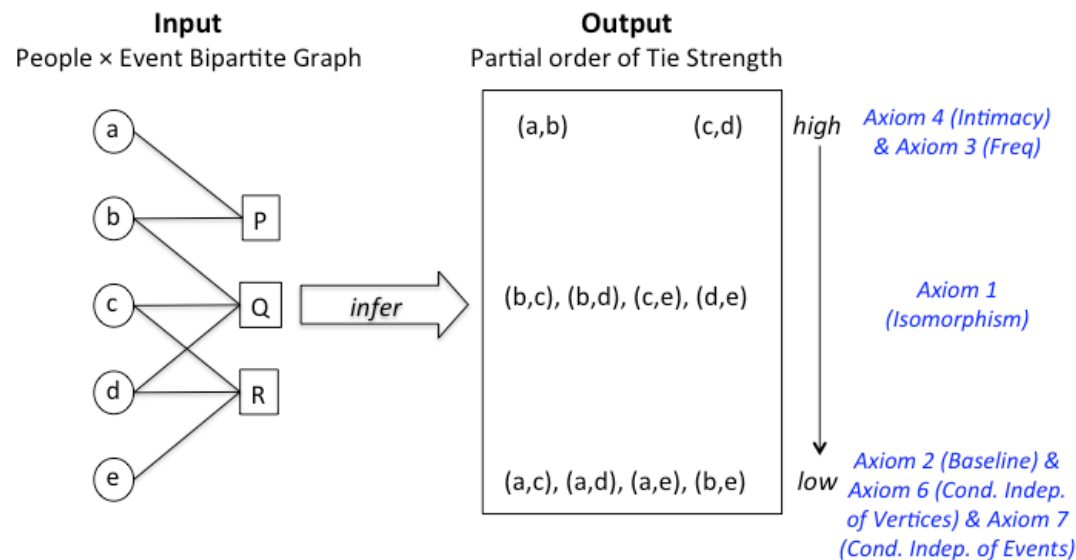 Input
People × Event Bipartite Graph
a
b
c
d
e
P
Q
R
infer
Output
Partial order of Tie Strength
(a,b) (c,d)
(b,c), (b,d), (c,e), (d,e)
(a,c), (a,d), (a,e), (b,e)
high
low
Axiom 4 (Intimacy)
& Axiom 3 (Freq)
Axiom 1
(Isomorphism)
Axiom 2 (Baseline) &
Axiom 6 (Cond. Indep.
of Vertices) & Axiom 7
(Cond. Indep. of Events)